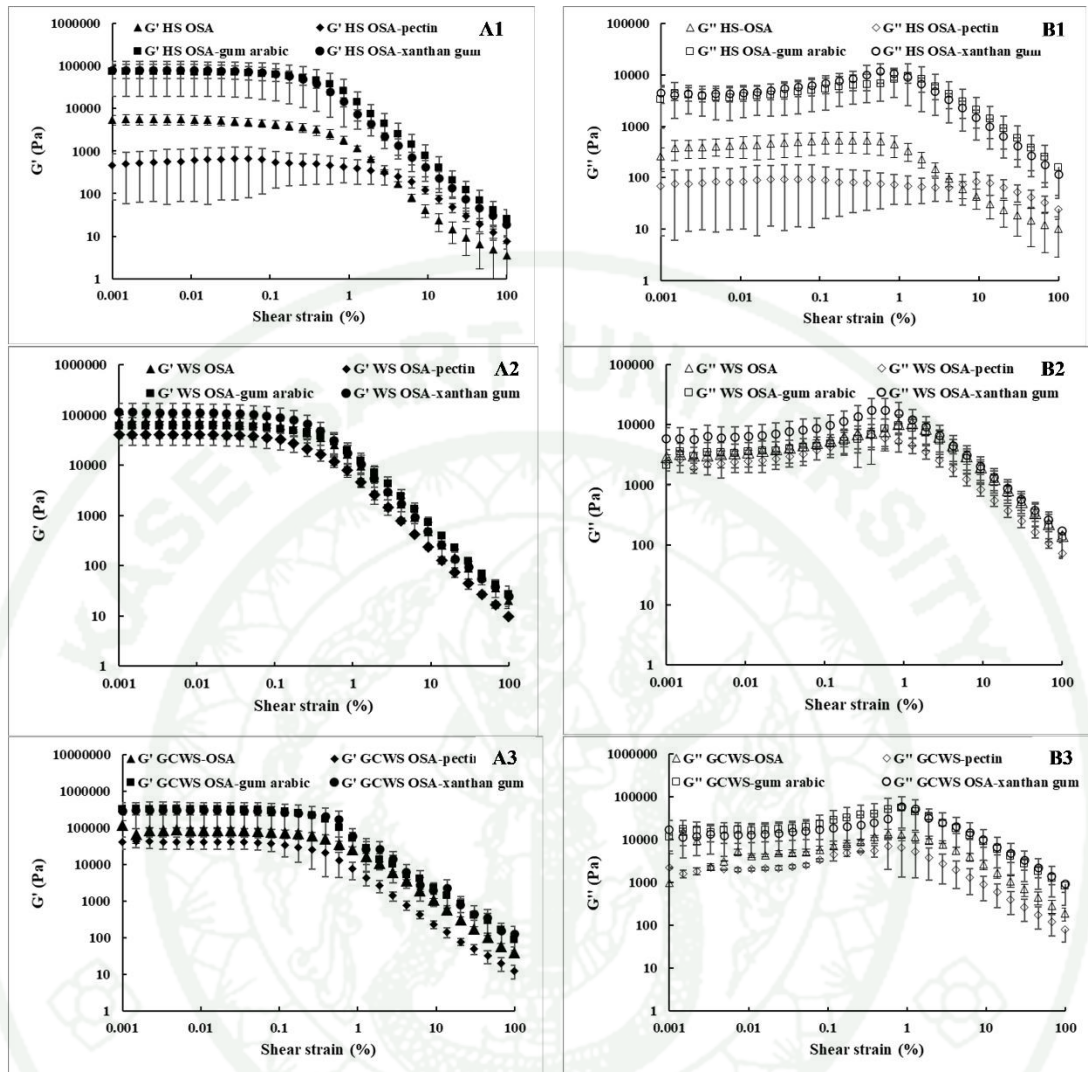 ▲ G' HS OSA ◆ G' HS OSA-pectin A1
■ G' HS OSA-gum arabic ● G' HS OSA-xanthan gum
1000000
100000
10000
1000
100
10
1
G' (Pa)
0.001 0.01 0.1 1 10 100
Shear strain (%)
△ G'' HS-OSA ◇ G'' HS OSA-pectin B1
□ G'' HS OSA-gum arabic ○ G'' HS OSA-xanthan gum
100000
10000
1000
100
10
1
G'' (Pa)
0.001 0.01 0.1 1 10 100
Shear strain (%)
▲ G' WS OSA ◆ G' WS OSA-pectin A2
■ G' WS OSA-gum arabic ● G' WS OSA-xanthan gum
1000000
100000
10000
1000
100
10
1
G' (Pa)
0.001 0.01 0.1 1 10 100
Shear strain (%)
△ G'' WS OSA ◇ G'' WS OSA-pectin B2
□ G'' WS OSA-gum arabic ○ G'' WS OSA-xanthan gum
100000
10000
1000
100
10
1
G'' (Pa)
0.001 0.01 0.1 1 10 100
Shear strain (%)
▲ G' GCWS-OSA ◆ G' GCWS OSA-pectin A3
■ G' GCWS OSA-gum arabic ● G' GCWS OSA-xanthan gum
10000000
1000000
100000
10000
1000
100
10
1
G' (Pa)
0.001 0.01 0.1 1 10 100
Shear strain (%)
△ G'' GCWS-OSA ◇ G'' GCWS-pectin B3
□ G'' GCWS-gum arabic ○ G'' GCWS OSA-xanthan gum
1000000
100000
10000
1000
100
10
1
G'' (Pa)
0.001 0.01 0.1 1 10 100
Shear strain (%)
KASETSART UNIVERSITY